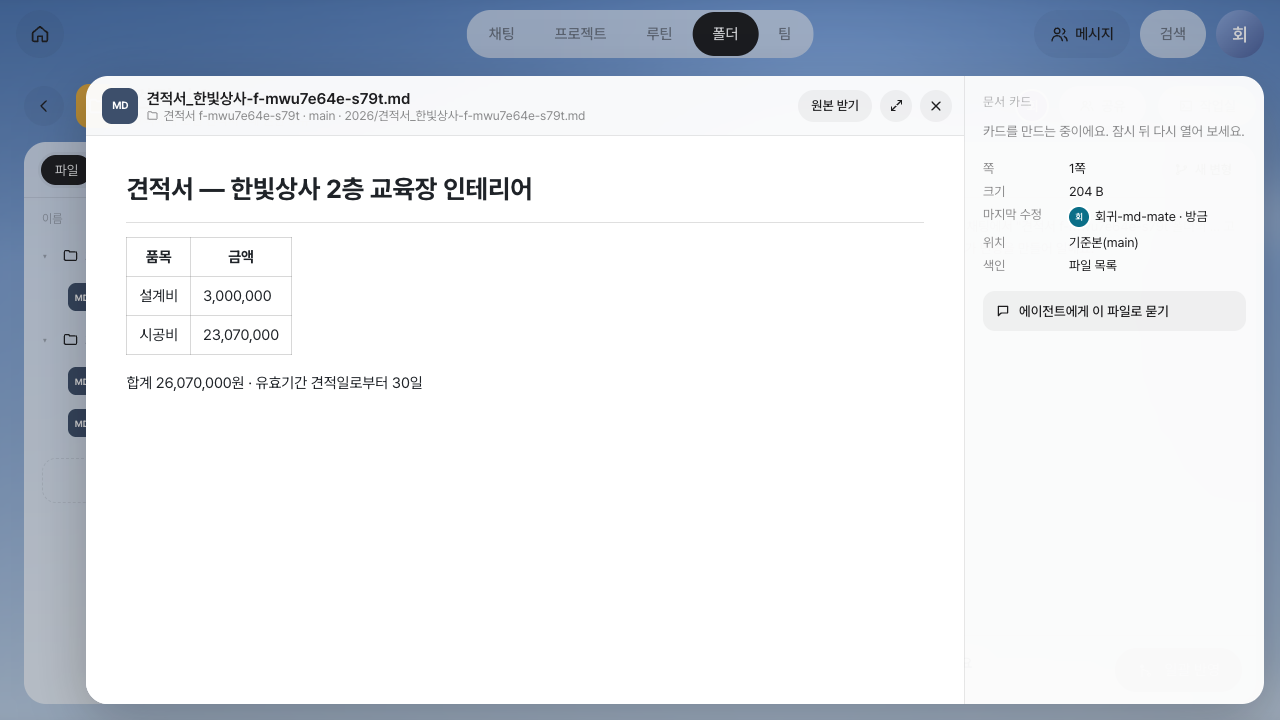 채팅
프로젝트
루틴
폴더
팀
메시지
검색
회
MD
견적서_한빛상사-f-mwu7e64e-s79t.md
견적서 f-mwu7e64e-s79t · main · 2026/견적서_한빛상사-f-mwu7e64e-s79t.md
원본 받기
파일
이름
견적서 — 한빛상사 2층 교육장 인테리어
품목 금액
설계비 3,000,000
시공비 23,070,000
합계 26,070,000원 · 유효기간 견적일로부터 30일
문서 카드
카드를 만드는 중이에요. 잠시 뒤 다시 열어 보세요.
쪽 1쪽
크기 204 B
마지막 수정 회 회귀-md-mate · 방금
위치 기준본(main)
색인 파일 목록
에이전트에게 이 파일로 묻기